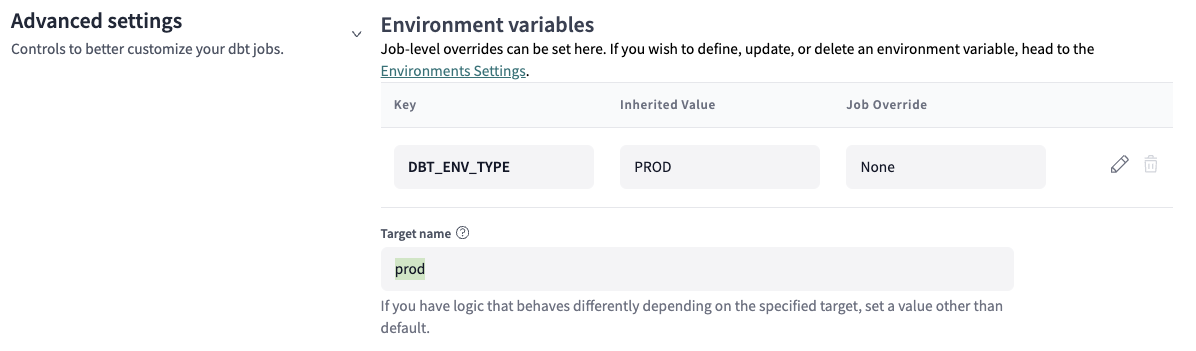 Advanced settings
Controls to better customize your dbt jobs.
Environment variables
Job-level overrides can be set here. If you wish to define, update, or delete an environment variable, head to the
Environments Settings.
Key Inherited Value Job Override
DBT_ENV_TYPE PROD None
Target name ?
prod
If you have logic that behaves differently depending on the specified target, set a value other than
default.